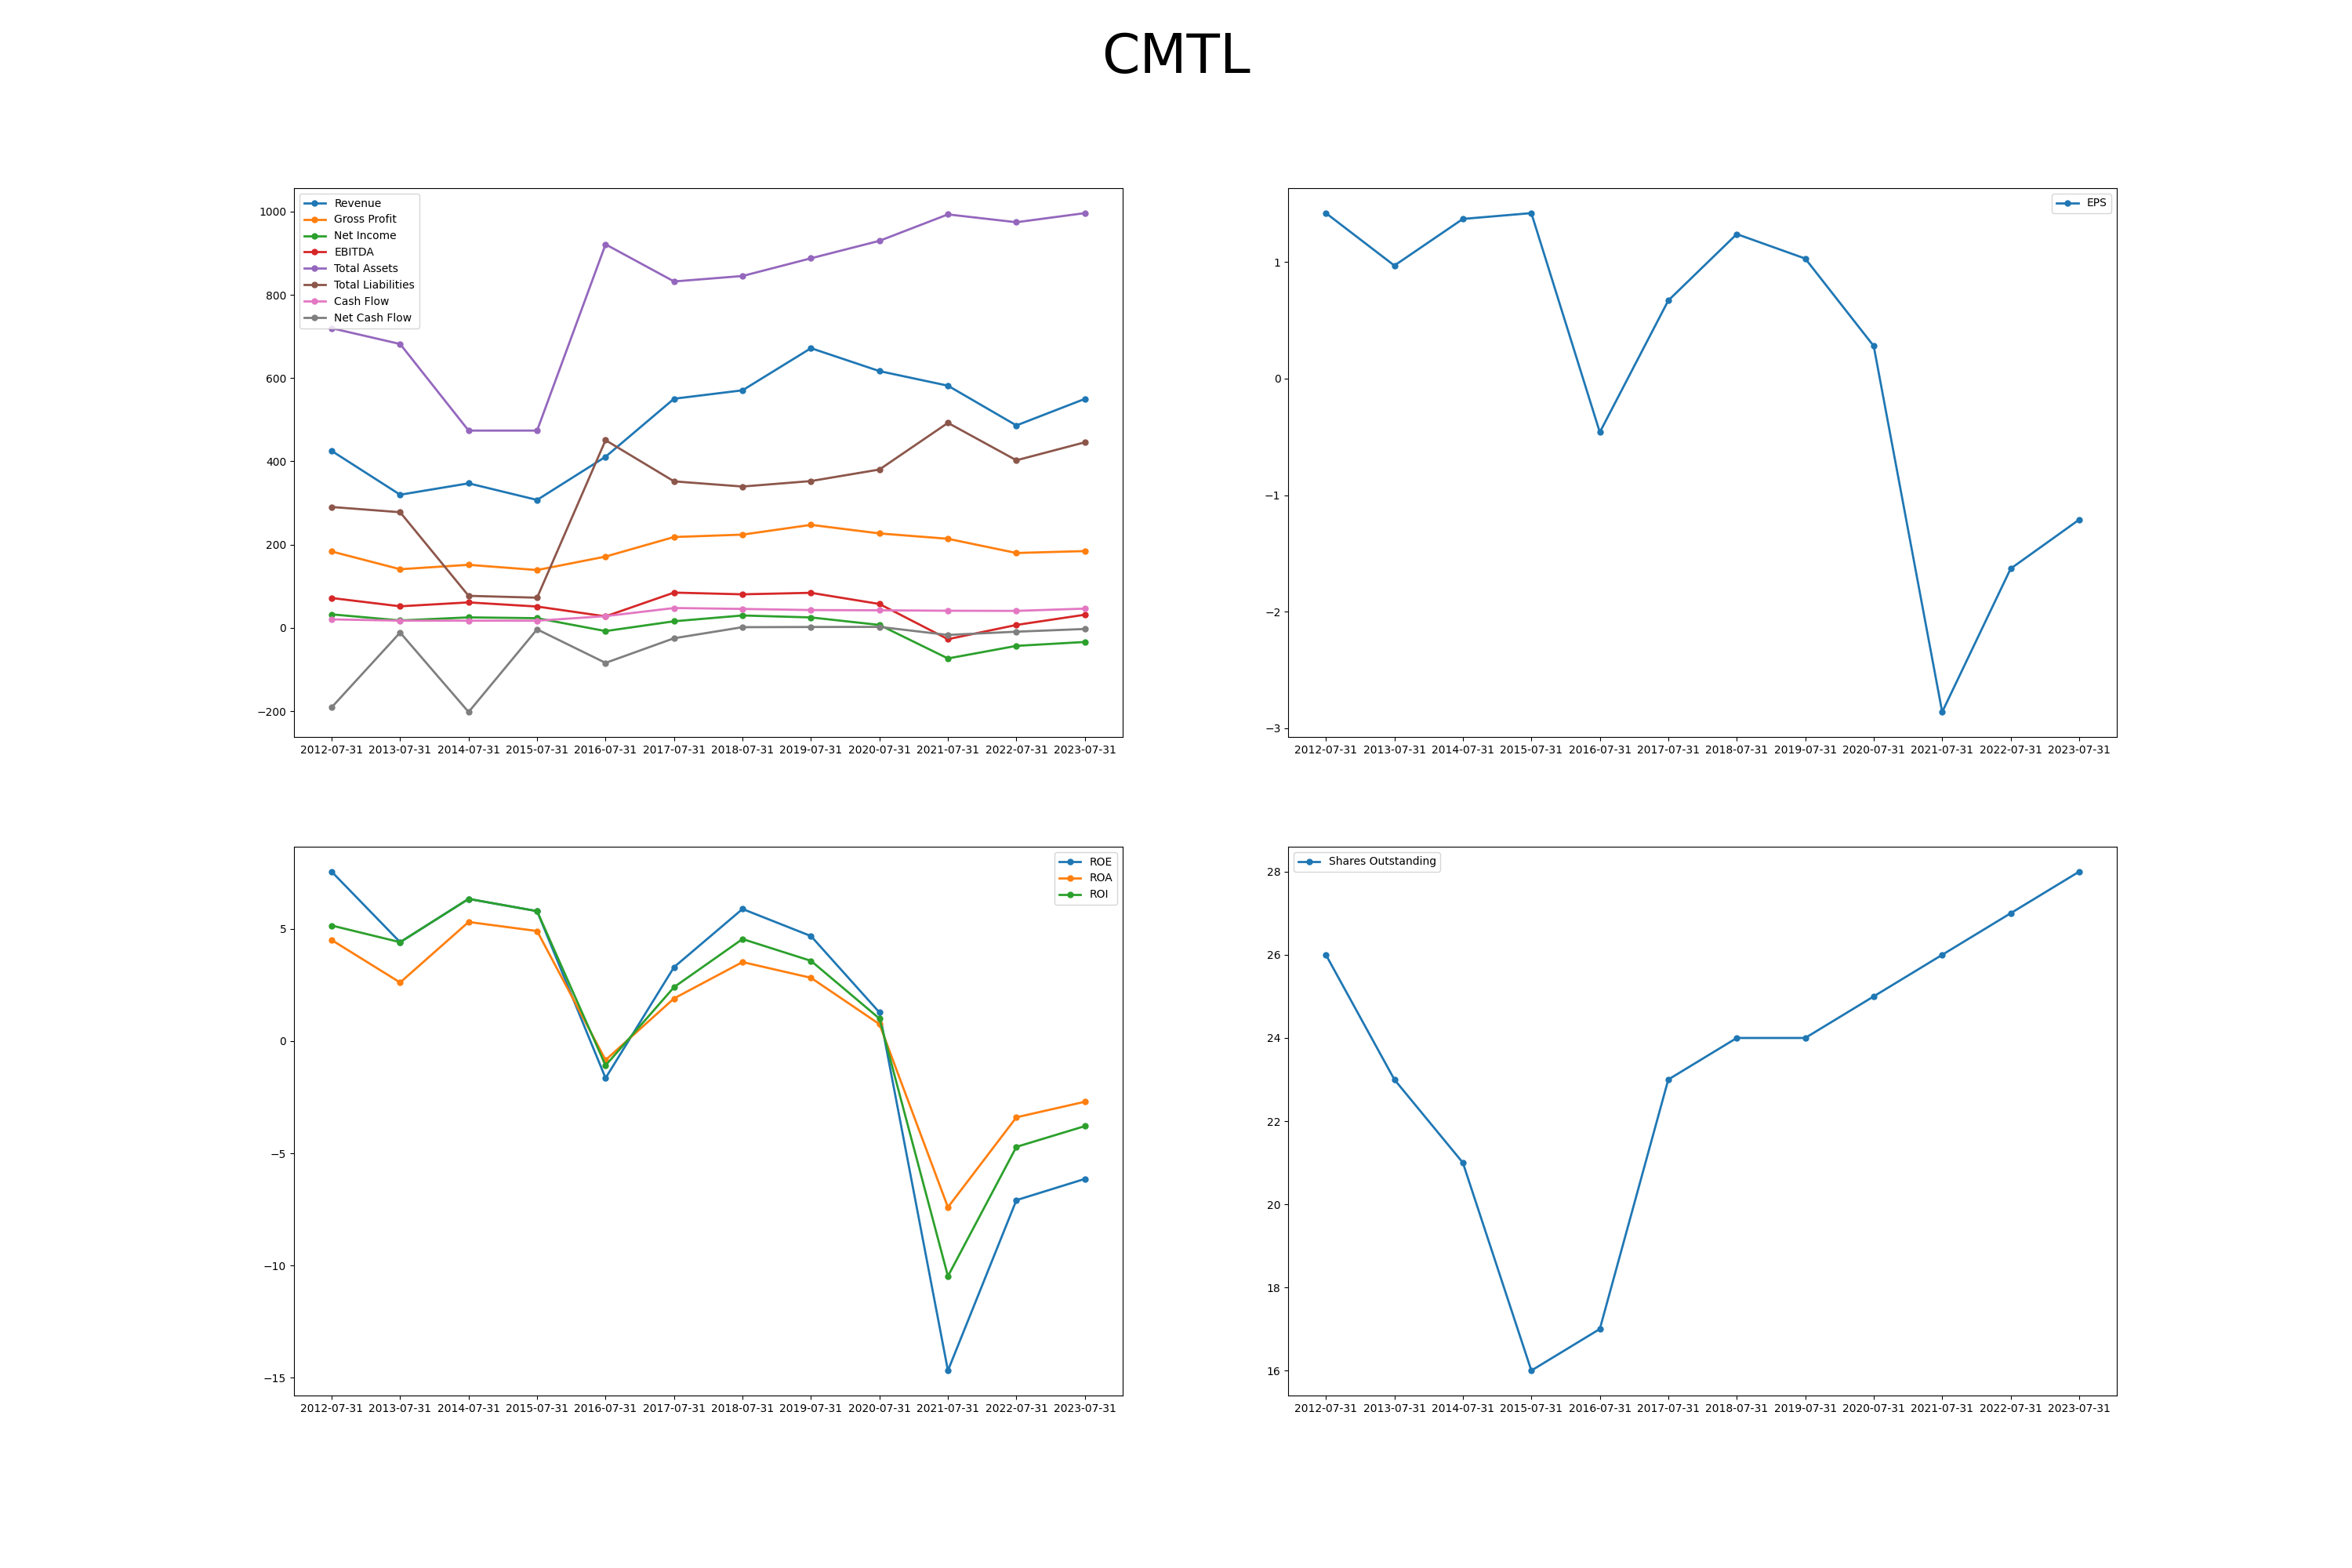 CMTL
1000
800
600
400
200
0
−200
Revenue
Gross Profit
Net Income
EBITDA
Total Assets
Total Liabilities
Cash Flow
Net Cash Flow
2012-07-31 2013-07-31 2014-07-31 2015-07-31 2016-07-31 2017-07-31 2018-07-31 2019-07-31 2020-07-31 2021-07-31 2022-07-31 2023-07-31
1
0
−1
−2
−3
EPS
2012-07-31 2013-07-31 2014-07-31 2015-07-31 2016-07-31 2017-07-31 2018-07-31 2019-07-31 2020-07-31 2021-07-31 2022-07-31 2023-07-31
5
0
−5
−10
−15
ROE
ROA
ROI
2012-07-31 2013-07-31 2014-07-31 2015-07-31 2016-07-31 2017-07-31 2018-07-31 2019-07-31 2020-07-31 2021-07-31 2022-07-31 2023-07-31
28
26
24
22
20
18
16
Shares Outstanding
2012-07-31 2013-07-31 2014-07-31 2015-07-31 2016-07-31 2017-07-31 2018-07-31 2019-07-31 2020-07-31 2021-07-31 2022-07-31 2023-07-31